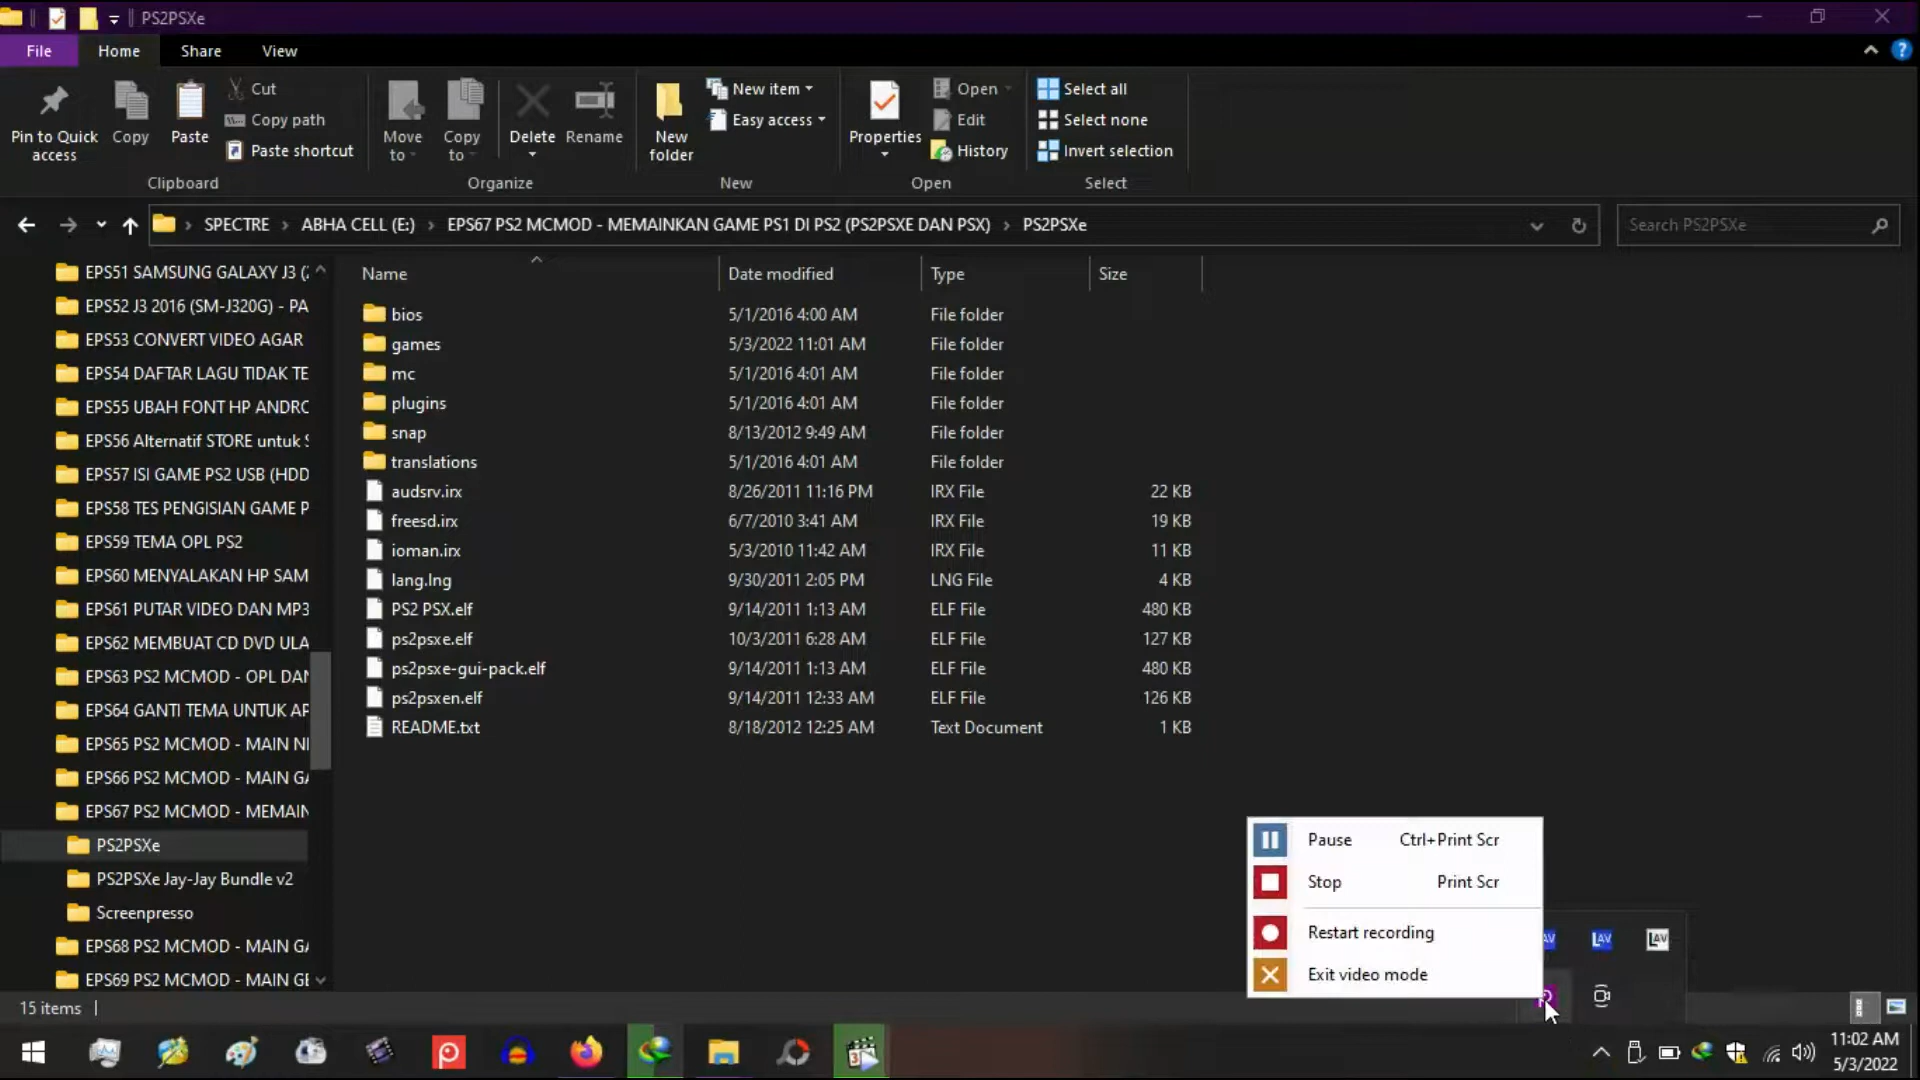 PS2PSXe
File
Home
Share
View
Pin to Quick access
Copy
Paste
Cut
Copy path
Paste shortcut
Move to
Copy to
Delete
Rename
New folder
New item
Easy access
Properties
Open
Edit
History
Select all
Select none
Invert selection
Clipboard
Organize
New
Open
Select
SPECTRE › ABHA CELL (E:) › EPS67 PS2 MCMOD - MEMAINKAN GAME PS1 DI PS2 (PS2PSXE DAN PSX) › PS2PSXe
Search PS2PSXe
EPS51 SAMSUNG GALAXY J3 (2
EPS52 J3 2016 (SM-J320G) - PA
EPS53 CONVERT VIDEO AGAR
EPS54 DAFTAR LAGU TIDAK TE
EPS55 UBAH FONT HP ANDRO
EPS56 Alternatif STORE untuk S
EPS57 ISI GAME PS2 USB (HDD
EPS58 TES PENGISIAN GAME P
EPS59 TEMA OPL PS2
EPS60 MENYALAKAN HP SAM
EPS61 PUTAR VIDEO DAN MP3
EPS62 MEMBUAT CD DVD ULA
EPS63 PS2 MCMOD - OPL DAN
EPS64 GANTI TEMA UNTUK AP
EPS65 PS2 MCMOD - MAIN NI
EPS66 PS2 MCMOD - MAIN GA
EPS67 PS2 MCMOD - MEMAIN
PS2PSXe
PS2PSXe Jay-Jay Bundle v2
Screenpresso
EPS68 PS2 MCMOD - MAIN GA
EPS69 PS2 MCMOD - MAIN GE
Name Date modified Type Size
bios 5/1/2016 4:00 AM File folder
games 5/3/2022 11:01 AM File folder
mc 5/1/2016 4:01 AM File folder
plugins 5/1/2016 4:01 AM File folder
snap 8/13/2012 9:49 AM File folder
translations 5/1/2016 4:01 AM File folder
audsrv.irx 8/26/2011 11:16 PM IRX File 22 KB
freesd.irx 6/7/2010 3:41 AM IRX File 19 KB
ioman.irx 5/3/2010 11:42 AM IRX File 11 KB
lang.lng 9/30/2011 2:05 PM LNG File 4 KB
PS2 PSX.elf 9/14/2011 1:13 AM ELF File 480 KB
ps2psxe.elf 10/3/2011 6:28 AM ELF File 127 KB
ps2psxe-gui-pack.elf 9/14/2011 1:13 AM ELF File 480 KB
ps2psxen.elf 9/14/2011 12:33 AM ELF File 126 KB
README.txt 8/18/2012 12:25 AM Text Document 1 KB
Pause Ctrl+Print Scr
Stop Print Scr
Restart recording
Exit video mode
LAV
LAV
15 items
11:02 AM
5/3/2022